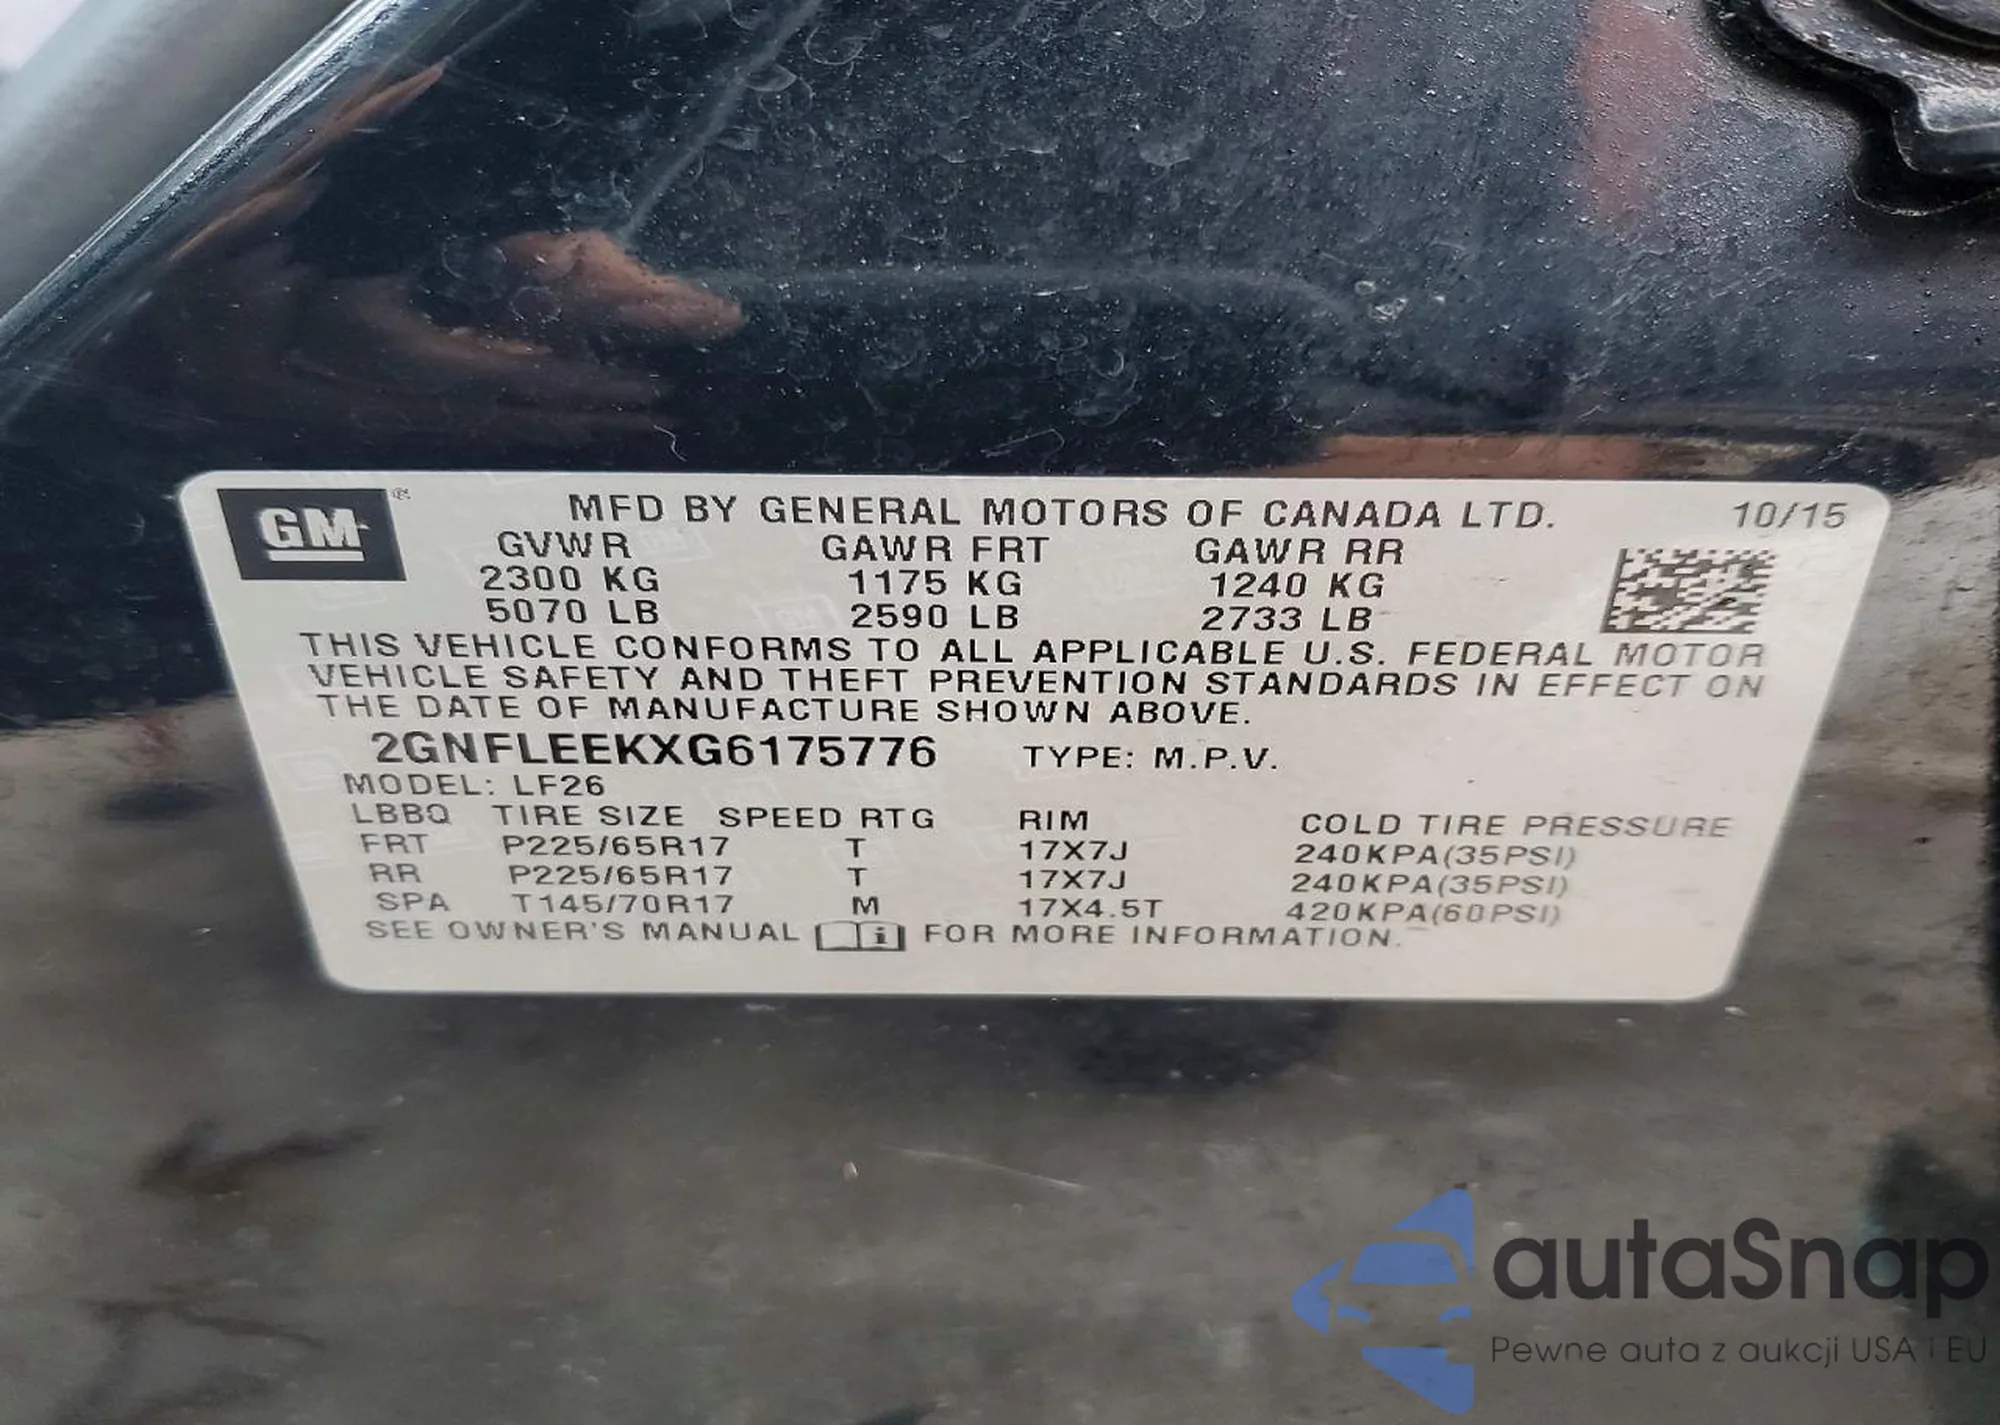 GM®
MFD BY GENERAL MOTORS OF CANADA LTD. 10/15
GVWR GAWR FRT GAWR RR
2300 KG 1175 KG 1240 KG
5070 LB 2590 LB 2733 LB
THIS VEHICLE CONFORMS TO ALL APPLICABLE U.S. FEDERAL MOTOR
VEHICLE SAFETY AND THEFT PREVENTION STANDARDS IN EFFECT ON
THE DATE OF MANUFACTURE SHOWN ABOVE.
2GNFLEEKXG6175776 TYPE: M.P.V.
MODEL: LF26
LBBQ TIRE SIZE SPEED RTG RIM COLD TIRE PRESSURE
FRT P225/65R17 T 17X7J 240KPA(35PSI)
RR P225/65R17 T 17X7J 240KPA(35PSI)
SPA T145/70R17 M 17X4.5T 420KPA(60PSI)
SEE OWNER'S MANUAL i FOR MORE INFORMATION.
autaSnap
Pewne auta z aukcji USA i EU